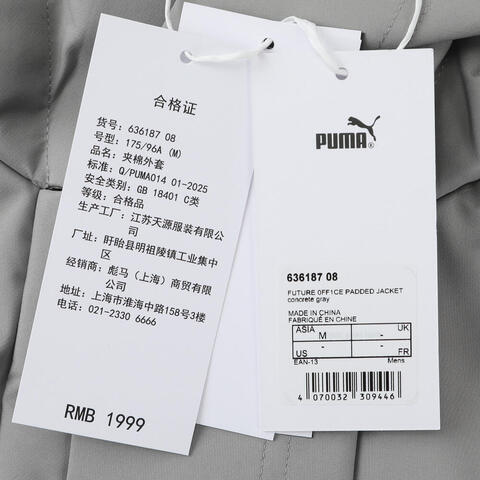 合格证
货号: 636187 08
号型: 175/96A (M)
品名: 夹棉外套
标准: Q/PUMA014 01-2025
安全类别: GB 18401 C类
等级: 合格品
生产工厂: 江苏天源服装有限公
司
厂址: 盱眙县明祖陵镇工业集中
区
经销商: 彪马（上海）商贸有限
公司
地址: 上海市淮海中路158号3楼
电话: 021-2330 6666
RMB 1999
PUMA®
636187 08
FUTURE 0FF1CE PADDED JACKET
concrete gray
MADE IN CHINA
FABRIQUÉ EN CHINE
ASIA M - UK
US - - FR
EAN-13 Mens
4 070032 309446